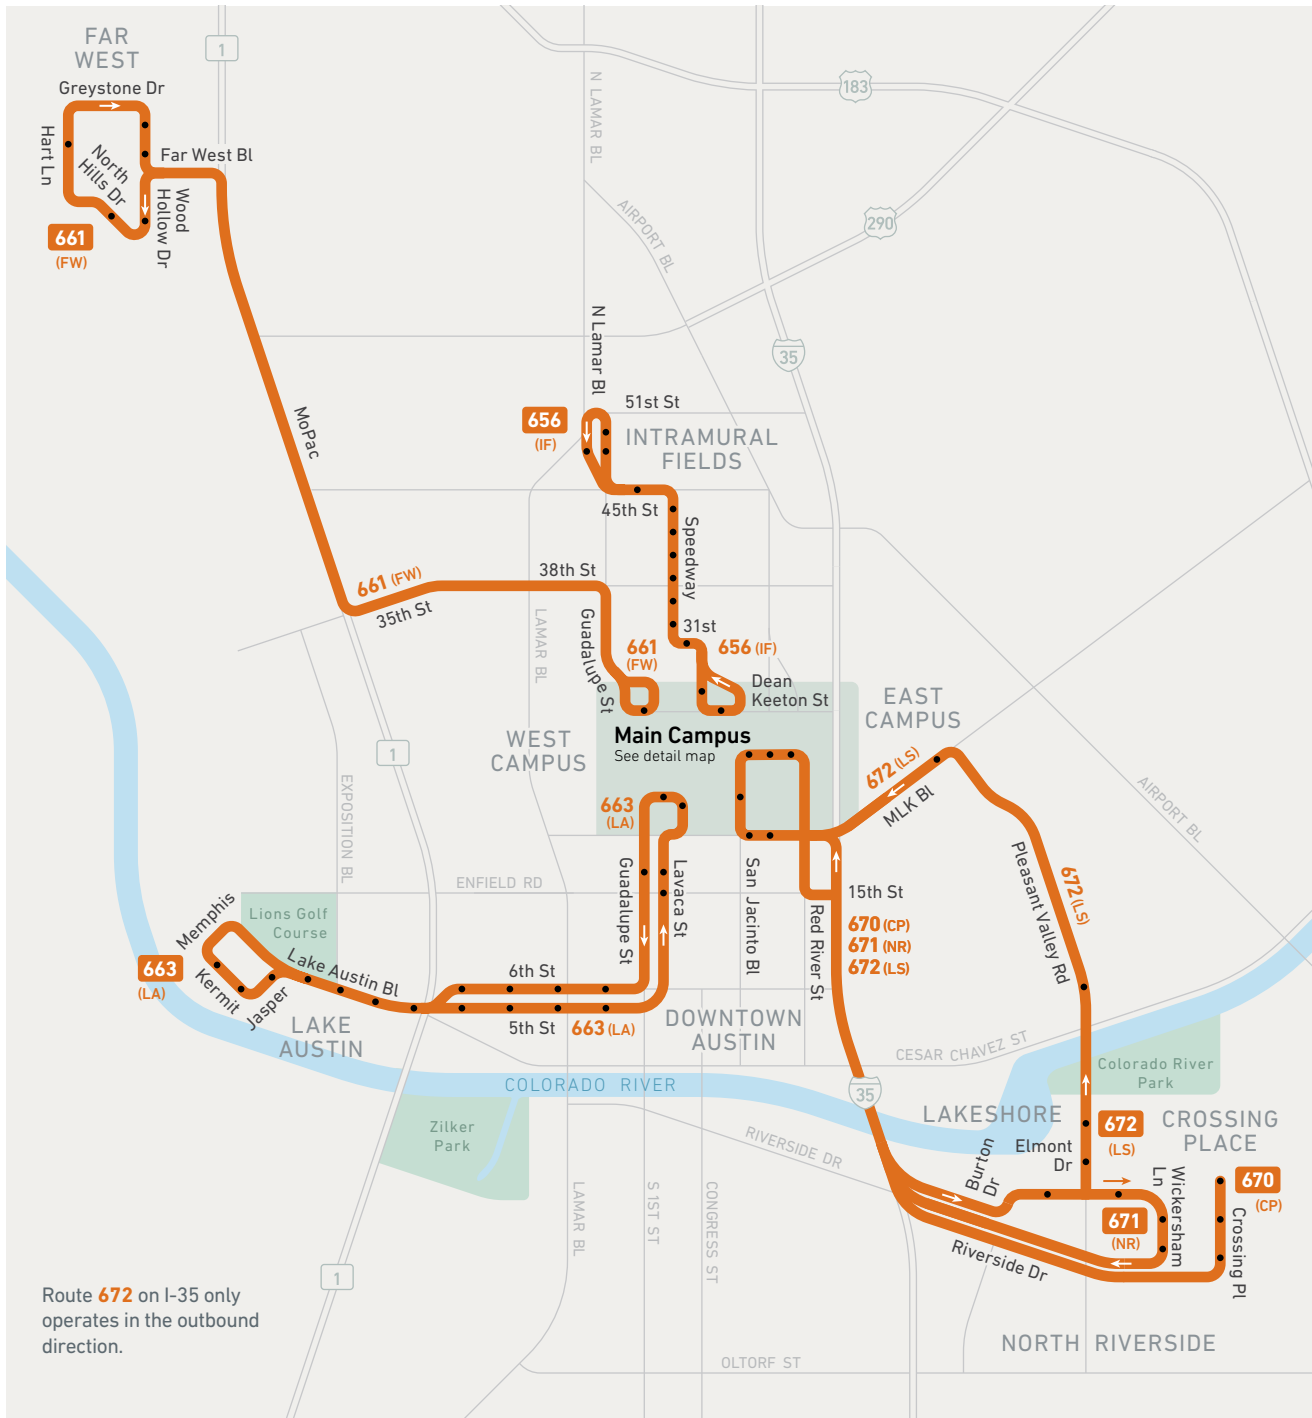 FAR
WEST
1
Greystone Dr
N LAMAR BL
183
Hart Ln
North
Hills Dr
Far West Bl
Wood
Hollow Dr
661
(FW)
AIRPORT BL
290
N Lamar Bl
35
MoPac
656
(IF)
51st St
INTRAMURAL
FIELDS
45th St
Speedway
661 (FW)
35th St
38th St
LAMAR BL
Guadalupe St
31st
661
(FW)
656 (IF)
Dean
Keeton St
EAST
CAMPUS
WEST
CAMPUS
Main Campus
See detail map
1
672 (LS)
MLK Bl
EXPOSITION BL
AIRPORT BL
663
(LA)
Guadalupe St
Lavaca St
San Jacinto Bl
Red River St
15th St
Pleasant Valley Rd
672 (LS)
ENFIELD RD
Lions Golf
Course
Memphis
663
(LA)
Kermit
Jasper
Lake Austin Bl
670 (CP)
671 (NR)
672 (LS)
6th St
5th St
663 (LA)
LAKE
AUSTIN
DOWNTOWN
AUSTIN
CESAR CHAVEZ ST
COLORADO RIVER
35
Colorado River
Park
Zilker
Park
RIVERSIDE DR
LAKESHORE
CROSSING
PLACE
672
(LS)
Elmont
Dr
Burton
Dr
Wickersham
Ln
671
(NR)
670
(CP)
Crossing Pl
LAMAR BL
S 1ST ST
CONGRESS ST
Riverside Dr
1
Route 672 on I-35 only
operates in the outbound
direction.
NORTH RIVERSIDE
OLTORF ST